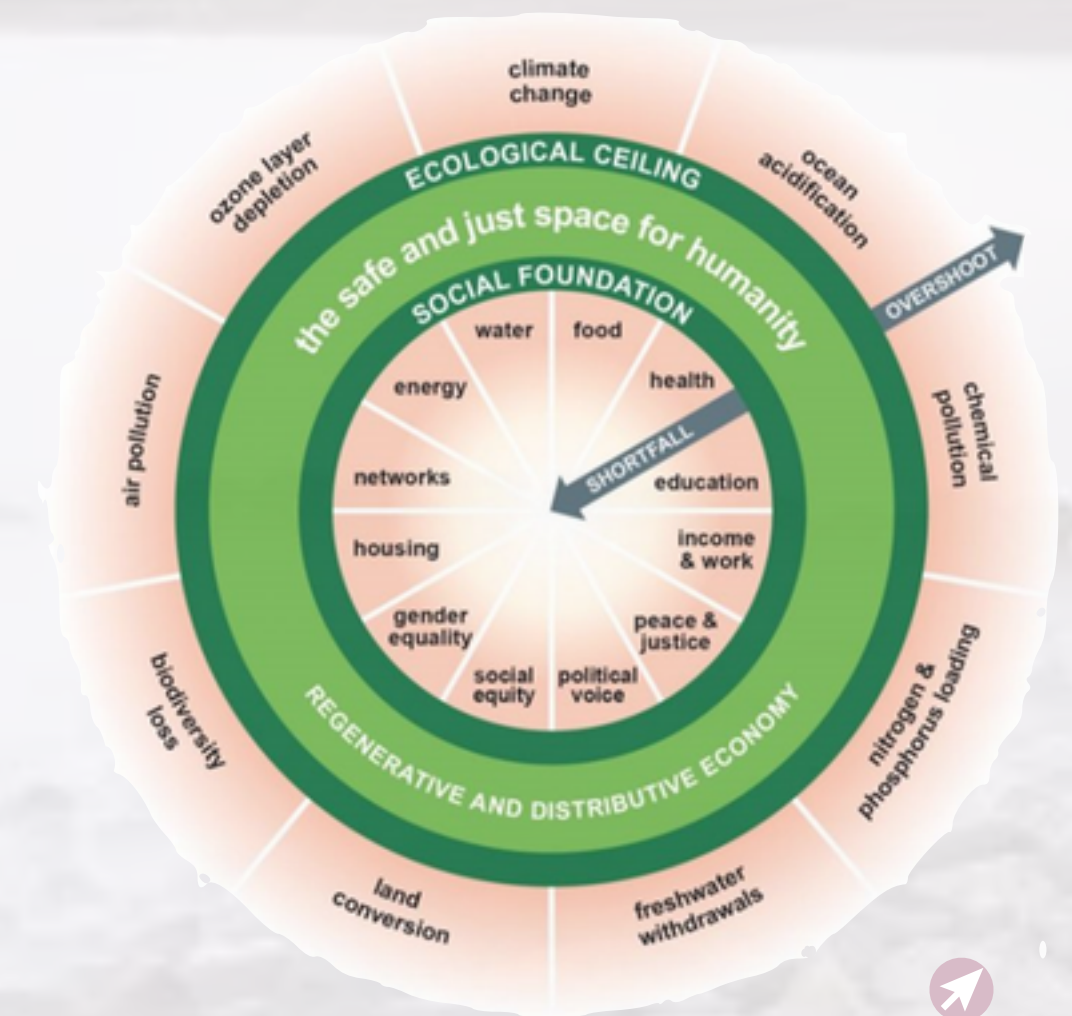 climate
change
ocean
acidification
OVERSHOOT
chemical
pollution
nitrogen &
phosphorus loading
freshwater
withdrawals
land
conversion
biodiversity
loss
air pollution
ozone layer
depletion
ECOLOGICAL CEILING
the safe and just space for humanity
SOCIAL FOUNDATION
water
food
health
SHORTFALL
education
income
& work
peace &
justice
political
voice
social
equity
gender
equality
housing
networks
energy
REGENERATIVE AND DISTRIBUTIVE ECONOMY